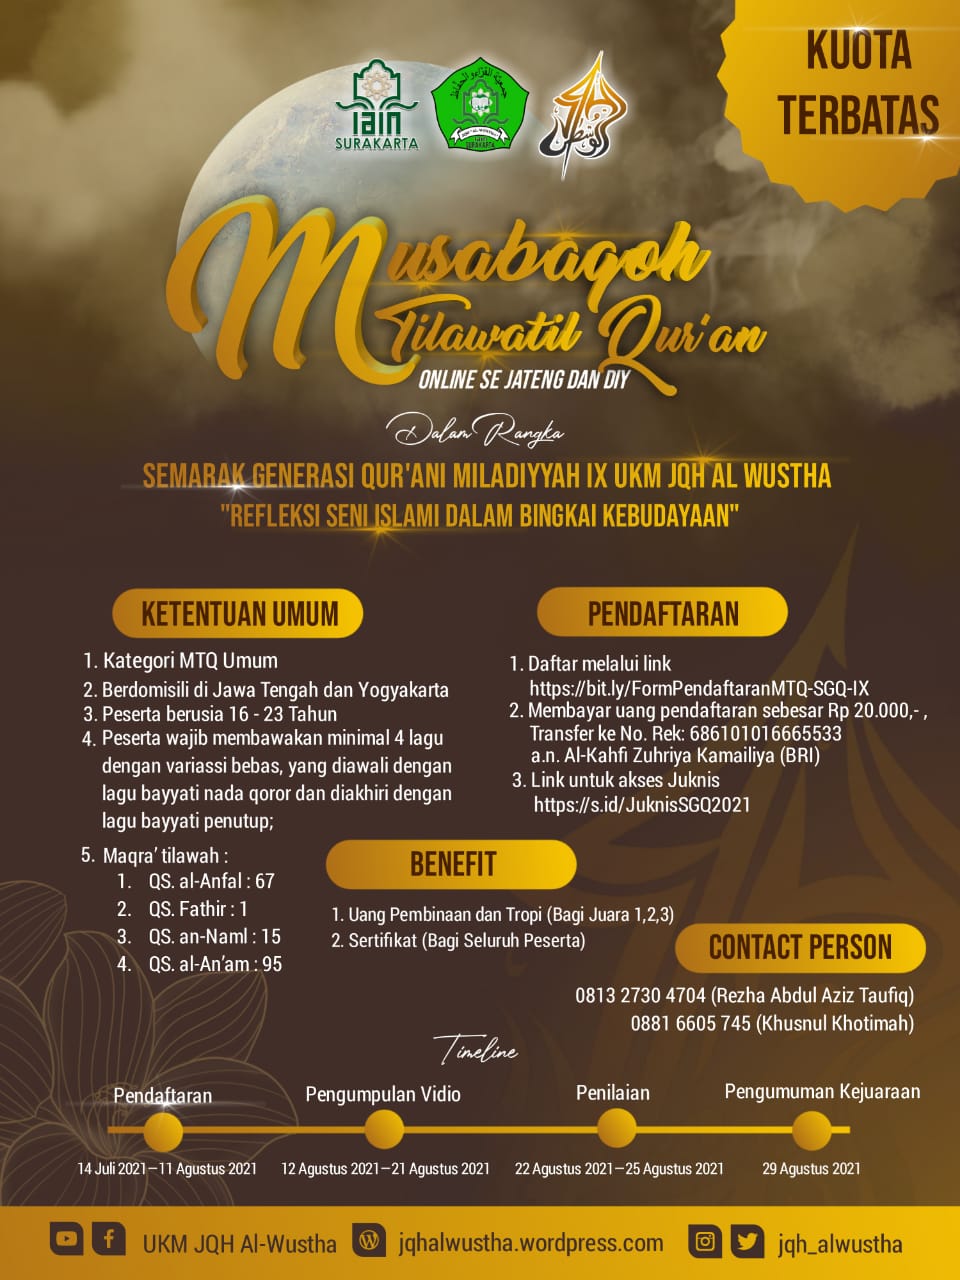 KUOTA
TERBATAS
iain
SURAKARTA
SURAKARTA
Musabaqoh
Tilawatil Qur'an
ONLINE SE JATENG DAN DIY
Dalam Rangka
SEMARAK GENERASI QUR'ANI MILADIYYAH IX UKM JQH AL WUSTHA
"REFLEKSI SENI ISLAMI DALAM BINGKAI KEBUDAYAAN"
KETENTUAN UMUM
1. Kategori MTQ Umum
2. Berdomisili di Jawa Tengah dan Yogyakarta
3. Peserta berusia 16 - 23 Tahun
4. Peserta wajib membawakan minimal 4 lagu
dengan variassi bebas, yang diawali dengan
lagu bayyati nada qoror dan diakhiri dengan
lagu bayyati penutup;
5. Maqra' tilawah :
1. QS. al-Anfal : 67
2. QS. Fathir : 1
3. QS. an-Naml : 15
4. QS. al-An'am : 95
PENDAFTARAN
1. Daftar melalui link
https://bit.ly/FormPendaftaranMTQ-SGQ-IX
2. Membayar uang pendaftaran sebesar Rp 20.000,- ,
Transfer ke No. Rek: 686101016665533
a.n. Al-Kahfi Zuhriya Kamailiya (BRI)
3. Link untuk akses Juknis
https://s.id/JuknisSGQ2021
BENEFIT
1. Uang Pembinaan dan Tropi (Bagi Juara 1,2,3)
2. Sertifikat (Bagi Seluruh Peserta)
CONTACT PERSON
0813 2730 4704 (Rezha Abdul Aziz Taufiq)
0881 6605 745 (Khusnul Khotimah)
Timeline
Pendaftaran
Pengumpulan Vidio
Penilaian
Pengumuman Kejuaraan
14 Juli 2021—11 Agustus 2021
12 Agustus 2021—21 Agustus 2021
22 Agustus 2021—25 Agustus 2021
29 Agustus 2021
UKM JQH Al-Wustha
jqhalwustha.wordpress.com
jqh_alwustha